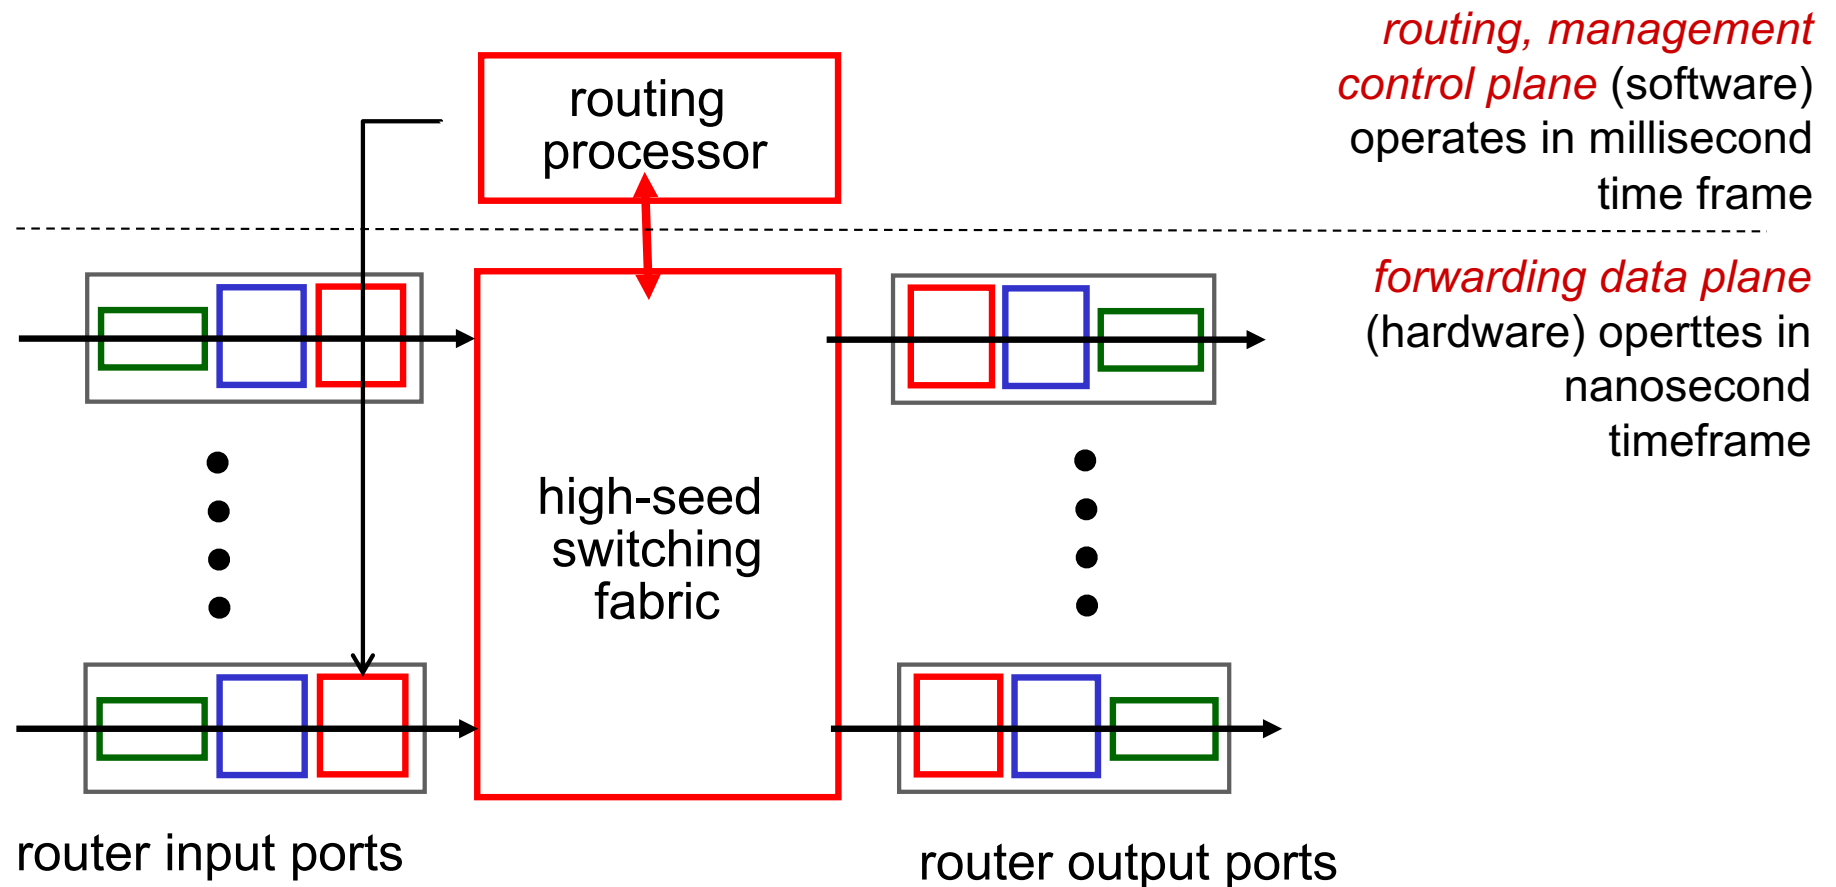 routing
processor
routing, management
control plane (software)
operates in millisecond
time frame
forwarding data plane
(hardware) operttes in
nanosecond
timeframe
high-seed
switching
fabric
router input ports
router output ports